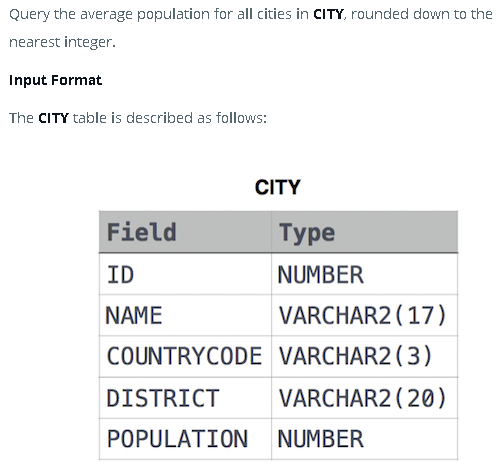 Query the average population for all cities in CITY, rounded down to the
nearest integer.
Input Format
The CITY table is described as follows:
CITY
Field Type
ID NUMBER
NAME VARCHAR2(17)
COUNTRYCODE VARCHAR2(3)
DISTRICT VARCHAR2(20)
POPULATION NUMBER